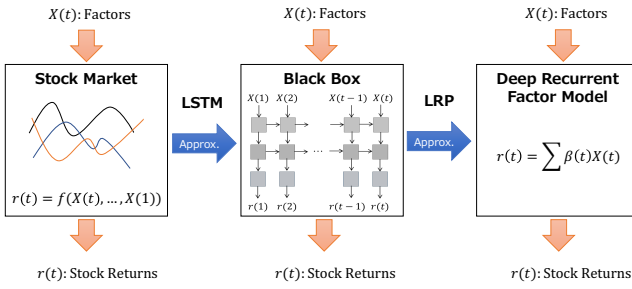 X(t): Factors
X(t): Factors
X(t): Factors
Stock Market
r(t) = f(X(t), … , X(1))
LSTM
Approx.
Black Box
X(1) X(2) X(t−1) X(t)
...
...
r(1) r(2) r(t−1) r(t)
LRP
Approx.
Deep Recurrent
Factor Model
r(t) = ∑ β(t)X(t)
r(t): Stock Returns
r(t): Stock Returns
r(t): Stock Returns